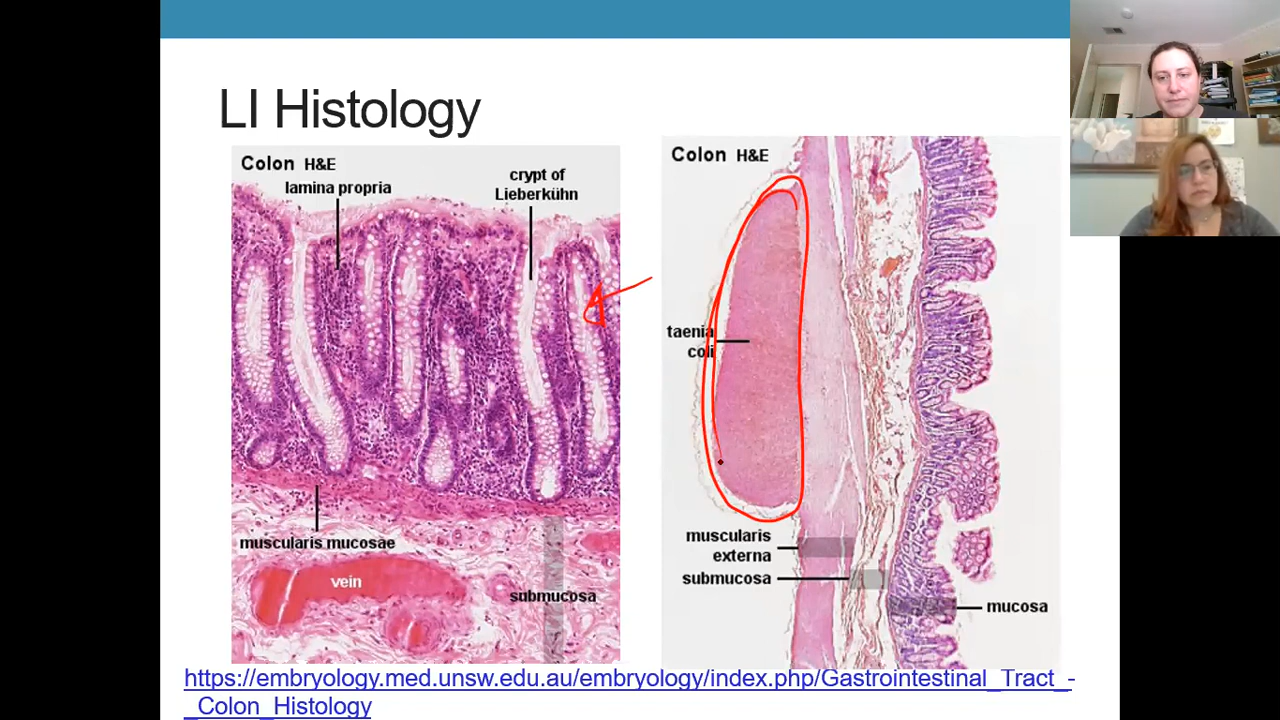 LI Histology
Colon H&E
lamina propria
crypt of
Lieberkühn
muscularis mucosae
vein
submucosa
Colon H&E
taenia
coli
muscularis
externa
submucosa
mucosa
https://embryology.med.unsw.edu.au/embryology/index.php/Gastrointestinal_Tract_-
_Colon_Histology